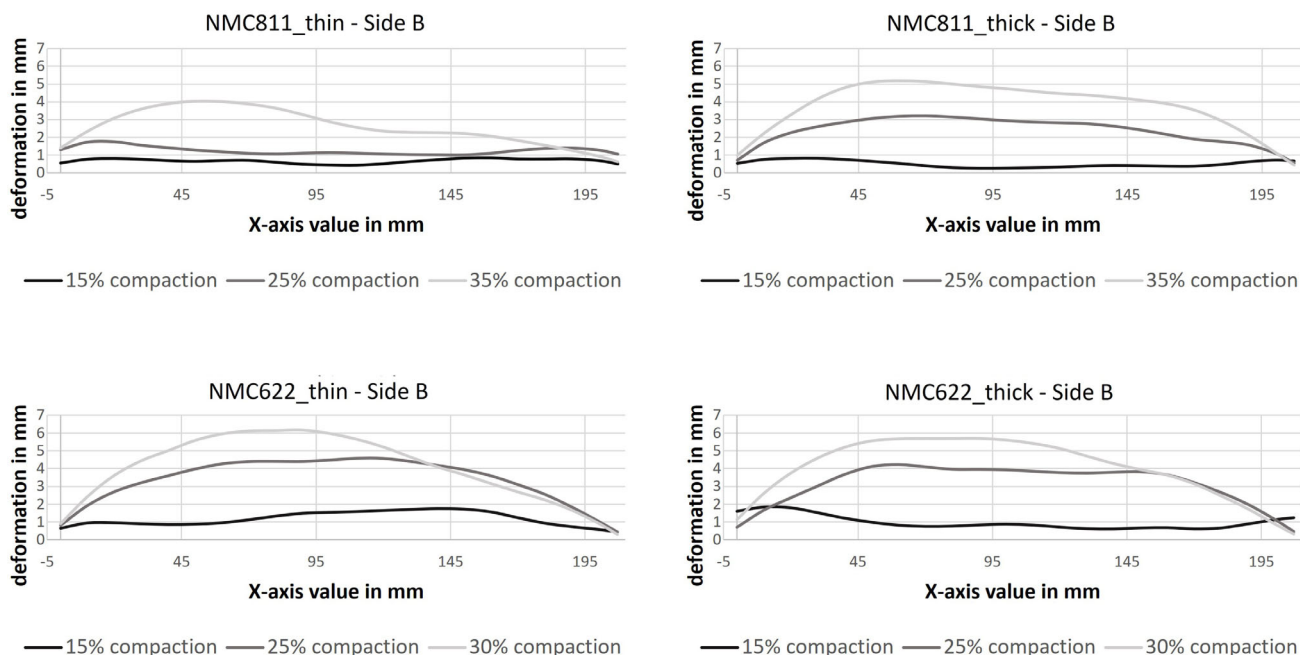 NMC811_thin - Side B
deformation in mm
7
6
5
4
3
2
1
0
-5 45 95 145 195
X-axis value in mm
15% compaction 25% compaction 35% compaction
NMC811_thick - Side B
deformation in mm
7
6
5
4
3
2
1
0
-5 45 95 145 195
X-axis value in mm
15% compaction 25% compaction 35% compaction
NMC622_thin - Side B
deformation in mm
7
6
5
4
3
2
1
0
-5 45 95 145 195
X-axis value in mm
15% compaction 25% compaction 30% compaction
NMC622_thick - Side B
deformation in mm
7
6
5
4
3
2
1
0
-5 45 95 145 195
X-axis value in mm
15% compaction 25% compaction 30% compaction